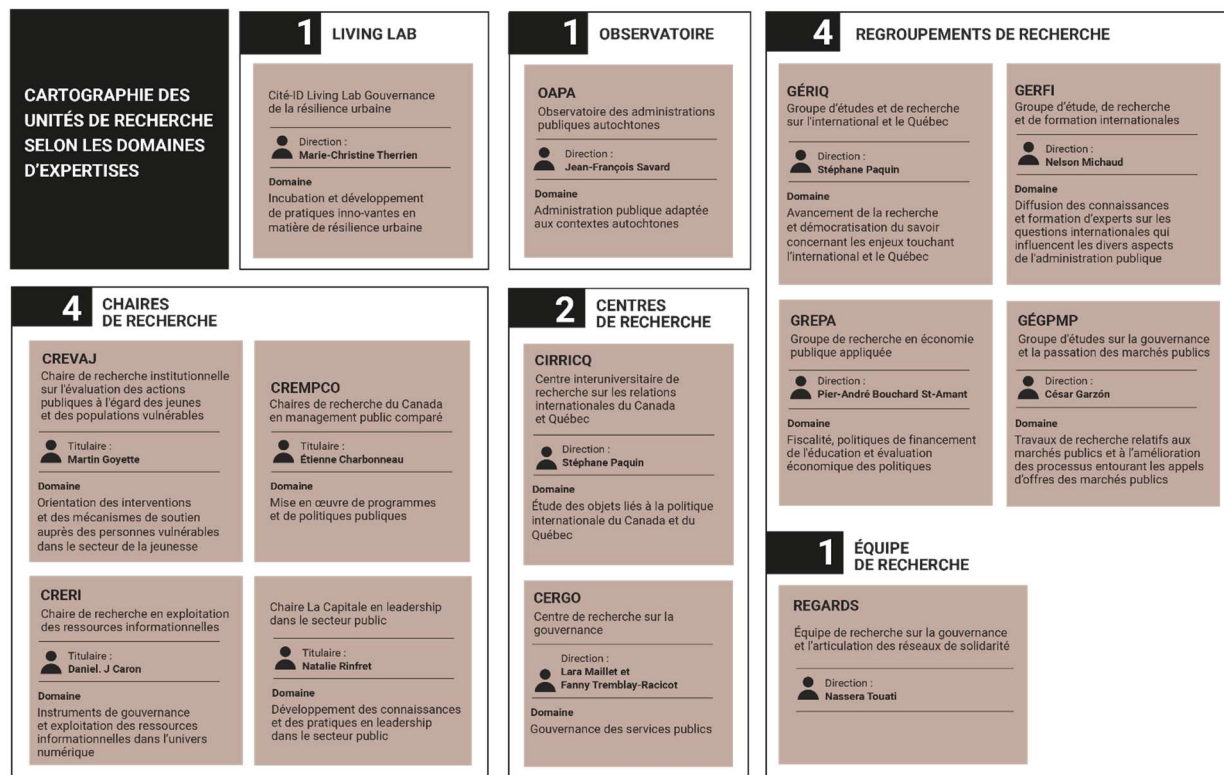 CARTOGRAPHIE DES
UNITÉS DE RECHERCHE
SELON LES DOMAINES
D'EXPERTISES
1 LIVING LAB
Cité-ID Living Lab Gouvernance
de la résilience urbaine
Direction :
Marie-Christine Therrien
Domaine
Incubation et développement
de pratiques inno-vantes en
matière de résilience urbaine
1 OBSERVATOIRE
OAPA
Observatoire des administrations
publiques autochtones
Direction :
Jean-François Savard
Domaine
Administration publique adaptée
aux contextes autochtones
4 REGROUPEMENTS DE RECHERCHE
GÉRIQ
Groupe d'études et de recherche
sur l'international et le Québec
Direction :
Stéphane Paquin
Domaine
Avancement de la recherche
et démocratisation du savoir
concernant les enjeux touchant
l'international et le Québec
GERFI
Groupe d'étude, de recherche
et de formation internationales
Direction :
Nelson Michaud
Domaine
Diffusion des connaissances
et formation d'experts sur les
questions internationales qui
influencent les divers aspects
de l'administration publique
GREPA
Groupe de recherche en économie
publique appliquée
Direction :
Pier-André Bouchard St-Amant
Domaine
Fiscalité, politiques de financement
de l'éducation et évaluation
économique des politiques
GÉGPMP
Groupe d'études sur la gouvernance
et la passation des marchés publics
Direction :
César Garzón
Domaine
Travaux de recherche relatifs aux
marchés publics et à l'amélioration
des processus entourant les appels
d'offres des marchés publics
4 CHAIRES
DE RECHERCHE
CREVAJ
Chaire de recherche institutionnelle
sur l'évaluation des actions
publiques à l'égard des jeunes
et des populations vulnérables
Titulaire :
Martin Goyette
Domaine
Orientation des interventions
et des mécanismes de soutien
auprès des personnes vulnérables
dans le secteur de la jeunesse
CREMPCO
Chaires de recherche du Canada
en management public comparé
Titulaire :
Étienne Charbonneau
Domaine
Mise en œuvre de programmes
et de politiques publiques
CRERI
Chaire de recherche en exploitation
des ressources informationnelles
Titulaire :
Daniel. J Caron
Domaine
Instruments de gouvernance
et exploitation des ressources
informationnelles dans l'univers
numérique
Chaire La Capitale en leadership
dans le secteur public
Titulaire :
Natalie Rinfret
Domaine
Développement des connaissances
et des pratiques en leadership
dans le secteur public
2 CENTRES
DE RECHERCHE
CIRRICQ
Centre interuniversitaire de
recherche sur les relations
internationales du Canada
et Québec
Direction :
Stéphane Paquin
Domaine
Étude des objets liés à la politique
internationale du Canada et du
Québec
CERGO
Centre de recherche sur la
gouvernance
Direction :
Lara Maillet et
Fanny Tremblay-Racicot
Domaine
Gouvernance des services publics
1 ÉQUIPE
DE RECHERCHE
REGARDS
Équipe de recherche sur la gouvernance
et l'articulation des réseaux de solidarité
Direction :
Nassera Touati